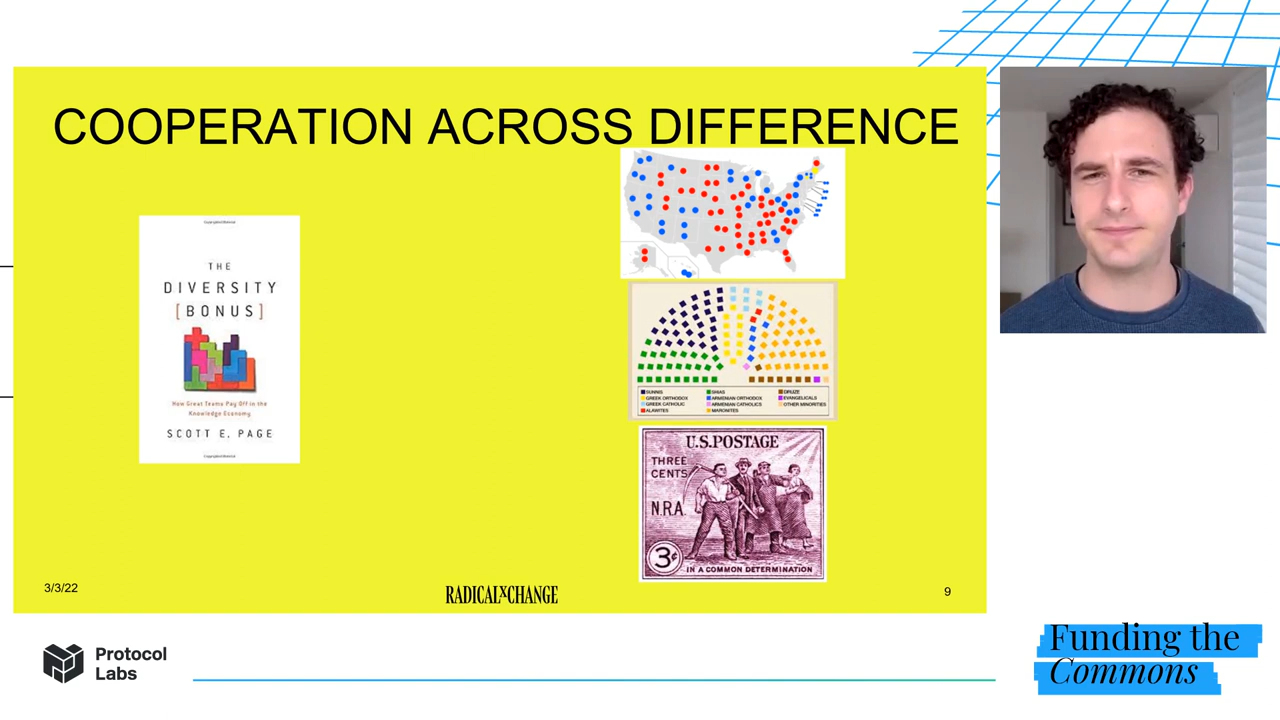 COOPERATION ACROSS DIFFERENCE
THE
DIVERSITY
[BONUS]
How Great Teams Pay Off in the
Knowledge Economy
SCOTT E. PAGE
SUNNIS
GREEK ORTHODOX
GREEK CATHOLIC
ALAWITES
SHIAS
ARMENIAN ORTHODOX
ARMENIAN CATHOLICS
MARONITES
DRUZE
EVANGELICALS
OTHER MINORITIES
U.S. POSTAGE
THREE
CENTS
N.R.A.
3¢
IN A COMMON DETERMINATION
3/3/22
RADICALxCHANGE
9
Protocol
Labs
Funding the
Commons